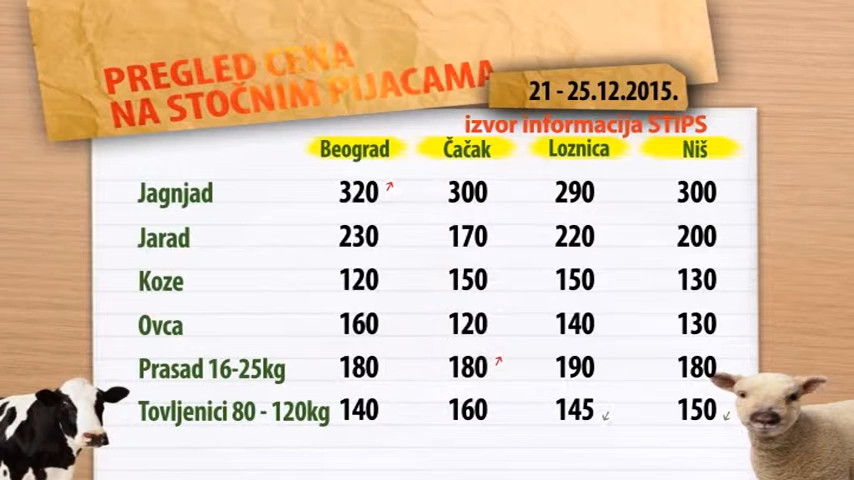 PREGLED CENA
NA STOČNIM PIJACAMA
21 - 25.12.2015.
izvor informacija STIPS
Beograd Čačak Loznica Niš
Jagnjad 320 300 290 300
Jarad 230 170 220 200
Koze 120 150 150 130
Ovca 160 120 140 130
Prasad 16-25kg 180 180 190 180
Tovljenici 80 - 120kg 140 160 145 150